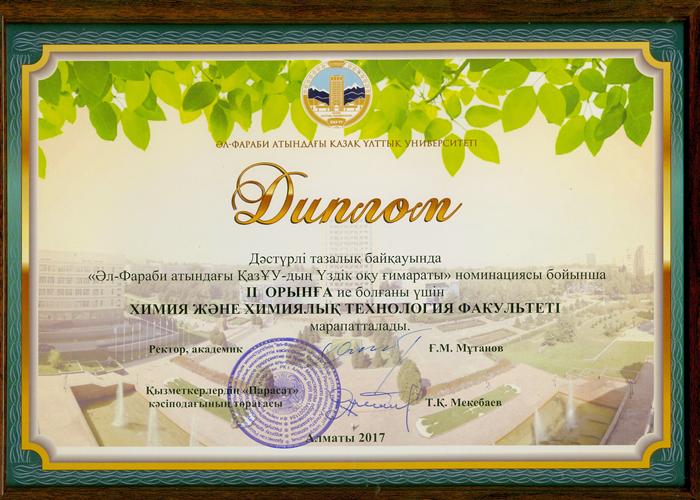 ӘЛ-ФАРАБИ АТЫНДАҒЫ ҚАЗАҚ ҰЛТТЫҚ УНИВЕРСИТЕТІ
Диплом
Дәстүрлі тазалық байқауында
«Әл-Фараби атындағы ҚазҰУ-дың Үздік оқу ғимараты» номинациясы бойынша
ІІ ОРЫНҒА ие болғаны үшін
ХИМИЯ ЖӘНЕ ХИМИЯЛЫҚ ТЕХНОЛОГИЯ ФАКУЛЬТЕТІ
марапатталады.
Ректор, академик Ғ.М. Мұтанов
Қызметкерлердің «Парасат»
кәсіподағының төрағасы Т.Қ. Мекебаев
Алматы 2017